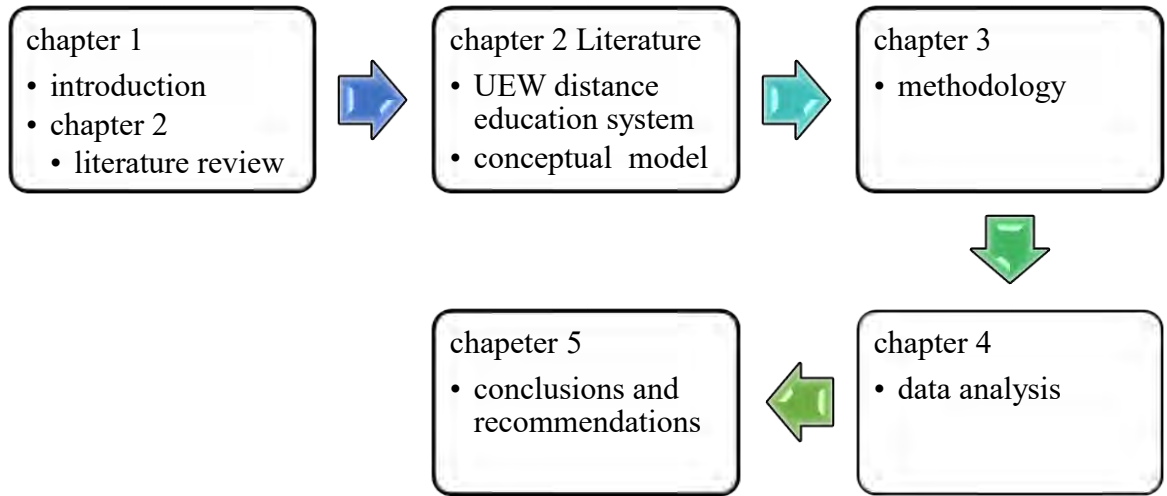 chapter 1
• introduction
• chapter 2
• literature review
chapter 2 Literature
• UEW distance
education system
• conceptual model
chapter 3
• methodology
chapter 4
• data analysis
chapeter 5
• conclusions and
recommendations